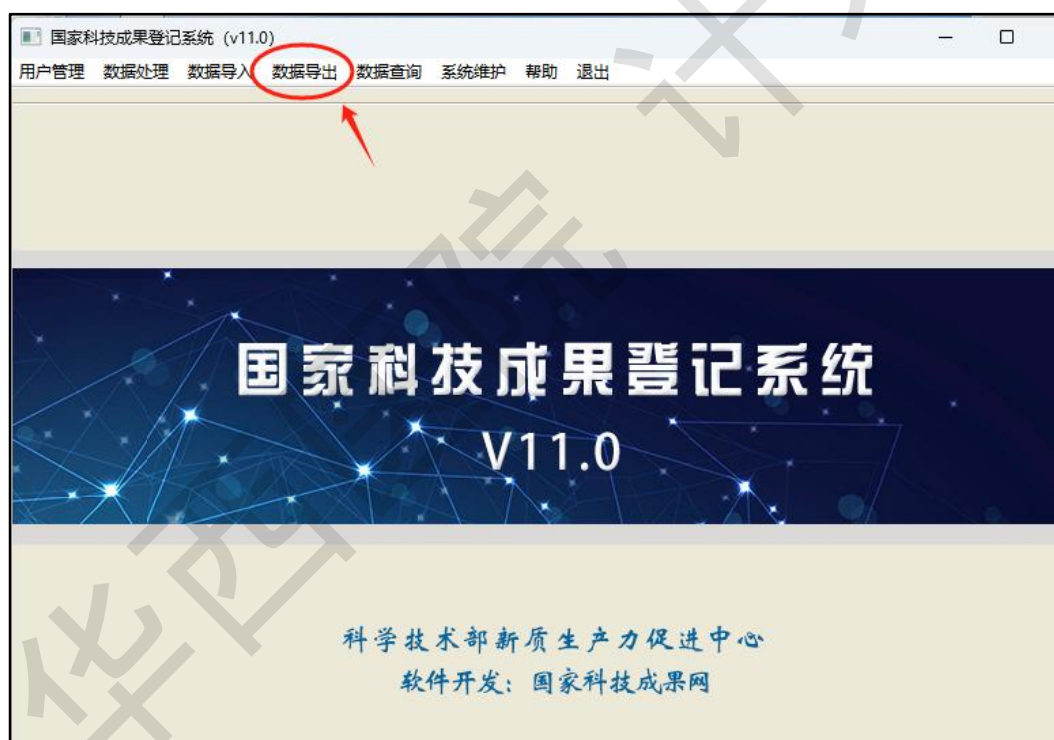 国家科技成果登记系统 (v11.0)
用户管理 数据处理 数据导入 数据导出 数据查询 系统维护 帮助 退出
国家科技成果登记系统
V11.0
科学技术部新质生产力促进中心
软件开发：国家科技成果网
华西 院 计